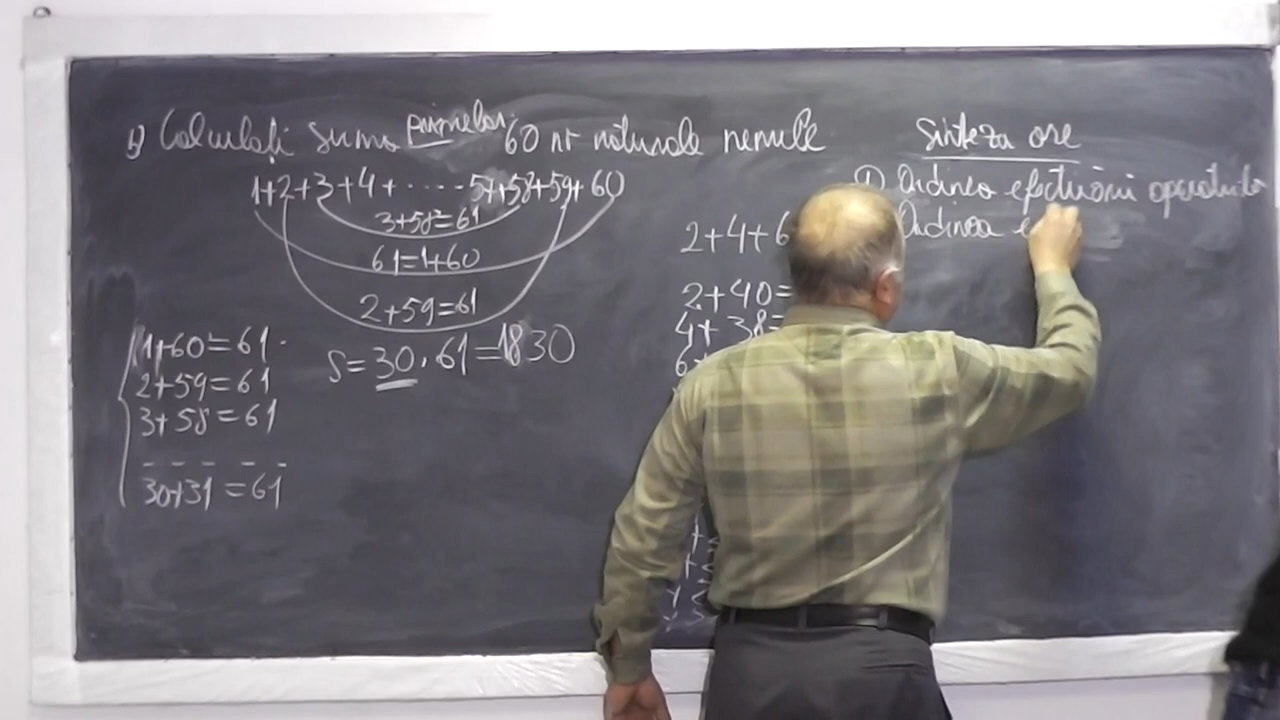 b) Calculați suma primelor 60 nr naturale nenule
1+2+3+4+......57+58+59+60
3+58=61
61=1+60
2+59=61
S=30.61=1830
1+60=61
2+59=61
3+58=61
- - - - -
30+31=61
2+4+6
2+40=
4+38=
6+
Sinteza ore
1) Ordinea efectuării operațiilor
Ordinea e